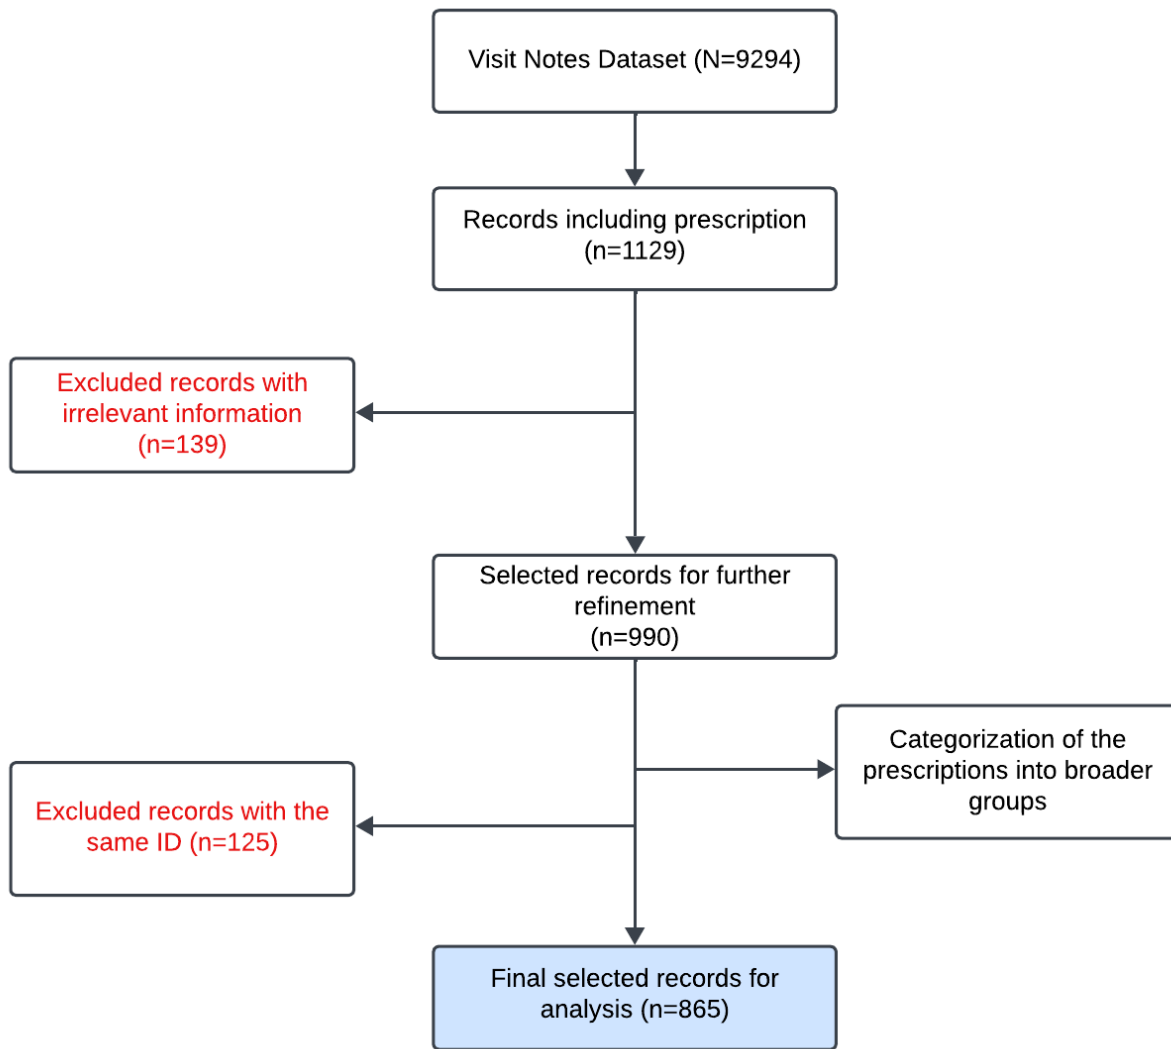 Visit Notes Dataset (N=9294)
Records including prescription
(n=1129)
Excluded records with
irrelevant information
(n=139)
Selected records for further
refinement
(n=990)
Categorization of the
prescriptions into broader
groups
Excluded records with the
same ID (n=125)
Final selected records for
analysis (n=865)